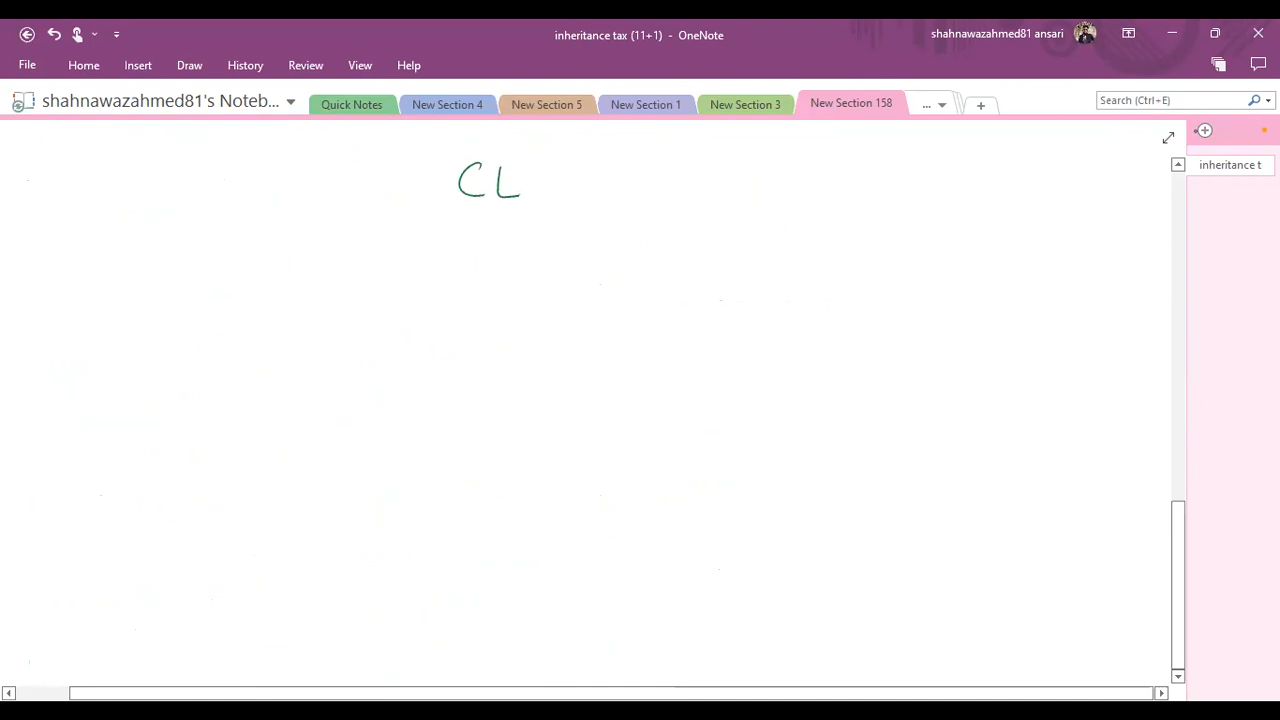 inheritance tax (11+1) - OneNote
shahnawazahmed81 ansari
File Home Insert Draw History Review View Help
shahnawazahmed81's Noteb... Quick Notes New Section 4 New Section 5 New Section 1 New Section 3 New Section 158 ... Search (Ctrl+E)
inheritance t
CL